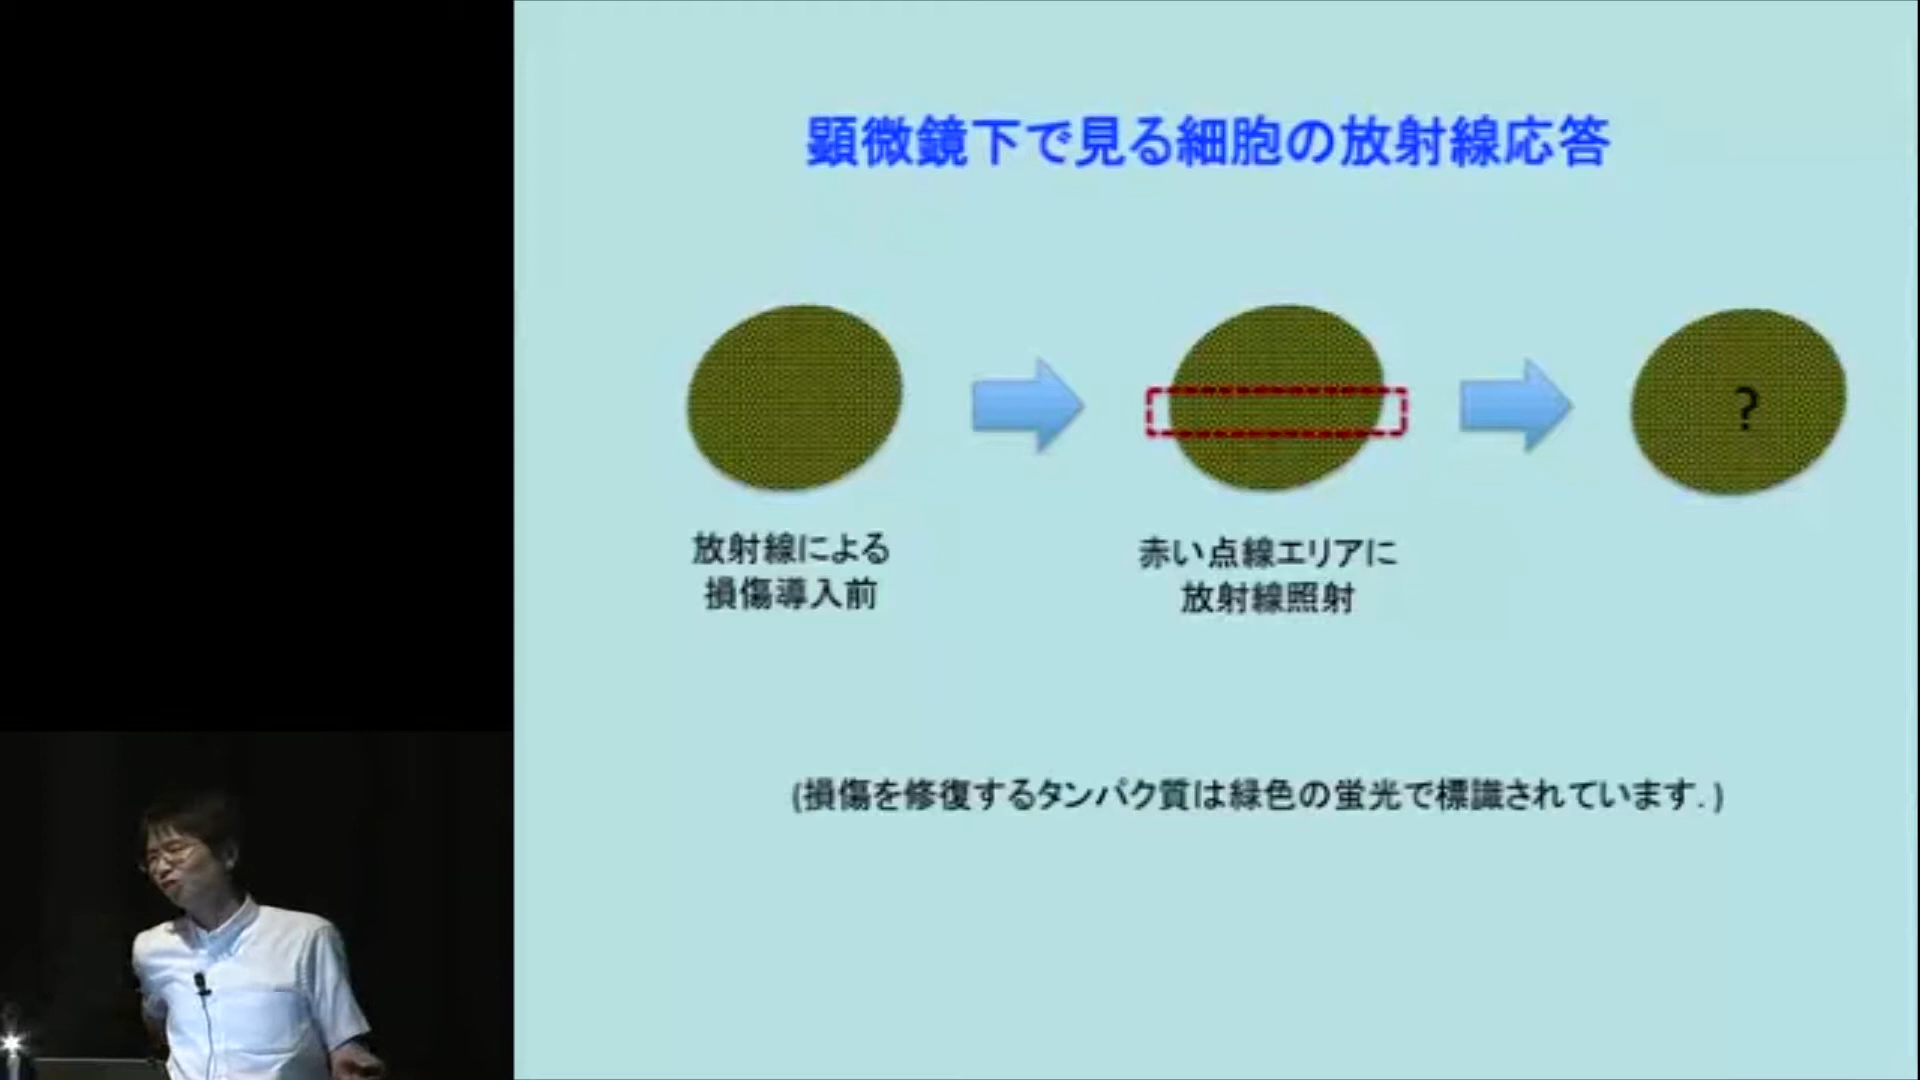 顕微鏡下で見る細胞の放射線応答
?
放射線による
損傷導入前
赤い点線エリアに
放射線照射
(損傷を修復するタンパク質は緑色の蛍光で標識されています.)